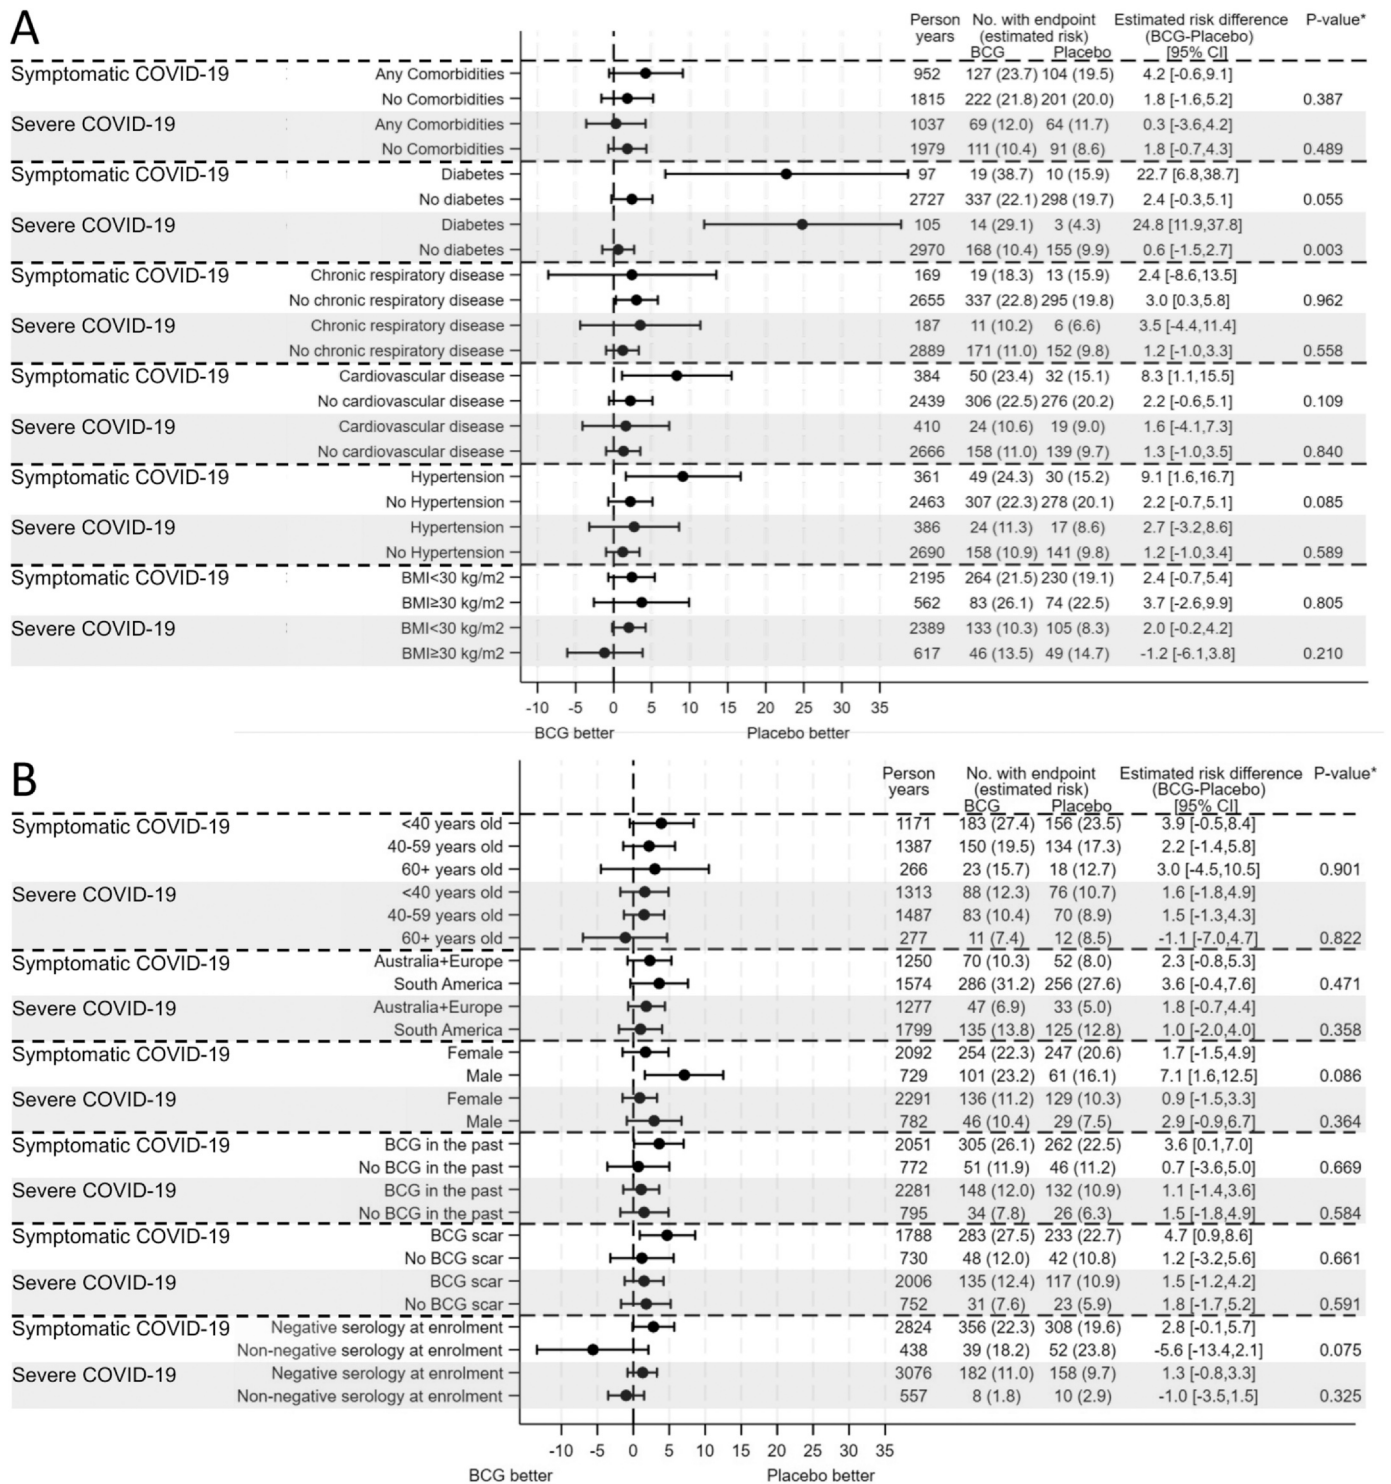 A
Person years No. with endpoint (estimated risk) BCG Placebo Estimated risk difference (BCG-Placebo) [95% CI] P-value*
Symptomatic COVID-19 Any Comorbidities 952 127 (23.7) 104 (19.5) 4.2 [-0.6,9.1]
No Comorbidities 1815 222 (21.8) 201 (20.0) 1.8 [-1.6,5.2] 0.387
Severe COVID-19 Any Comorbidities 1037 69 (12.0) 64 (11.7) 0.3 [-3.6,4.2]
No Comorbidities 1979 111 (10.4) 91 (8.6) 1.8 [-0.7,4.3] 0.489
Symptomatic COVID-19 Diabetes 97 19 (38.7) 10 (15.9) 22.7 [6.8,38.7]
No diabetes 2727 337 (22.1) 298 (19.7) 2.4 [-0.3,5.1] 0.055
Severe COVID-19 Diabetes 105 14 (29.1) 3 (4.3) 24.8 [11.9,37.8]
No diabetes 2970 168 (10.4) 155 (9.9) 0.6 [-1.5,2.7] 0.003
Symptomatic COVID-19 Chronic respiratory disease 169 19 (18.3) 13 (15.9) 2.4 [-8.6,13.5]
No chronic respiratory disease 2655 337 (22.8) 295 (19.8) 3.0 [0.3,5.8] 0.962
Severe COVID-19 Chronic respiratory disease 187 11 (10.2) 6 (6.6) 3.5 [-4.4,11.4]
No chronic respiratory disease 2889 171 (11.0) 152 (9.8) 1.2 [-1.0,3.3] 0.558
Symptomatic COVID-19 Cardiovascular disease 384 50 (23.4) 32 (15.1) 8.3 [1.1,15.5]
No cardiovascular disease 2439 306 (22.5) 276 (20.2) 2.2 [-0.6,5.1] 0.109
Severe COVID-19 Cardiovascular disease 410 24 (10.6) 19 (9.0) 1.6 [-4.1,7.3]
No cardiovascular disease 2666 158 (11.0) 139 (9.7) 1.3 [-1.0,3.5] 0.840
Symptomatic COVID-19 Hypertension 361 49 (24.3) 30 (15.2) 9.1 [1.6,16.7]
No Hypertension 2463 307 (22.3) 278 (20.1) 2.2 [-0.7,5.1] 0.085
Severe COVID-19 Hypertension 386 24 (11.3) 17 (8.6) 2.7 [-3.2,8.6]
No Hypertension 2690 158 (10.9) 141 (9.8) 1.2 [-1.0,3.4] 0.589
Symptomatic COVID-19 BMI<30 kg/m2 2195 264 (21.5) 230 (19.1) 2.4 [-0.7,5.4]
BMI≥30 kg/m2 562 83 (26.1) 74 (22.5) 3.7 [-2.6,9.9] 0.805
Severe COVID-19 BMI<30 kg/m2 2389 133 (10.3) 105 (8.3) 2.0 [-0.2,4.2]
BMI≥30 kg/m2 617 46 (13.5) 49 (14.7) -1.2 [-6.1,3.8] 0.210
-10 -5 0 5 10 15 20 25 30 35
BCG better Placebo better
B
Person years No. with endpoint (estimated risk) BCG Placebo Estimated risk difference (BCG-Placebo) [95% CI] P-value*
Symptomatic COVID-19 <40 years old 1171 183 (27.4) 156 (23.5) 3.9 [-0.5,8.4]
40-59 years old 1387 150 (19.5) 134 (17.3) 2.2 [-1.4,5.8]
60+ years old 266 23 (15.7) 18 (12.7) 3.0 [-4.5,10.5] 0.901
Severe COVID-19 <40 years old 1313 88 (12.3) 76 (10.7) 1.6 [-1.8,4.9]
40-59 years old 1487 83 (10.4) 70 (8.9) 1.5 [-1.3,4.3]
60+ years old 277 11 (7.4) 12 (8.5) -1.1 [-7.0,4.7] 0.822
Symptomatic COVID-19 Australia+Europe 1250 70 (10.3) 52 (8.0) 2.3 [-0.8,5.3]
South America 1574 286 (31.2) 256 (27.6) 3.6 [-0.4,7.6] 0.471
Severe COVID-19 Australia+Europe 1277 47 (6.9) 33 (5.0) 1.8 [-0.7,4.4]
South America 1799 135 (13.8) 125 (12.8) 1.0 [-2.0,4.0] 0.358
Symptomatic COVID-19 Female 2092 254 (22.3) 247 (20.6) 1.7 [-1.5,4.9]
Male 729 101 (23.2) 61 (16.1) 7.1 [1.6,12.5] 0.086
Severe COVID-19 Female 2291 136 (11.2) 129 (10.3) 0.9 [-1.5,3.3]
Male 782 46 (10.4) 29 (7.5) 2.9 [-0.9,6.7] 0.364
Symptomatic COVID-19 BCG in the past 2051 305 (26.1) 262 (22.5) 3.6 [0.1,7.0]
No BCG in the past 772 51 (11.9) 46 (11.2) 0.7 [-3.6,5.0] 0.669
Severe COVID-19 BCG in the past 2281 148 (12.0) 132 (10.9) 1.1 [-1.4,3.6]
No BCG in the past 795 34 (7.8) 26 (6.3) 1.5 [-1.8,4.9] 0.584
Symptomatic COVID-19 BCG scar 1788 283 (27.5) 233 (22.7) 4.7 [0.9,8.6]
No BCG scar 730 48 (12.0) 42 (10.8) 1.2 [-3.2,5.6] 0.661
Severe COVID-19 BCG scar 2006 135 (12.4) 117 (10.9) 1.5 [-1.2,4.2]
No BCG scar 752 31 (7.6) 23 (5.9) 1.8 [-1.7,5.2] 0.591
Symptomatic COVID-19 Negative serology at enrolment 2824 356 (22.3) 308 (19.6) 2.8 [-0.1,5.7]
Non-negative serology at enrolment 438 39 (18.2) 52 (23.8) -5.6 [-13.4,2.1] 0.075
Severe COVID-19 Negative serology at enrolment 3076 182 (11.0) 158 (9.7) 1.3 [-0.8,3.3]
Non-negative serology at enrolment 557 8 (1.8) 10 (2.9) -1.0 [-3.5,1.5] 0.325
-10 -5 0 5 10 15 20 25 30 35
BCG better Placebo better